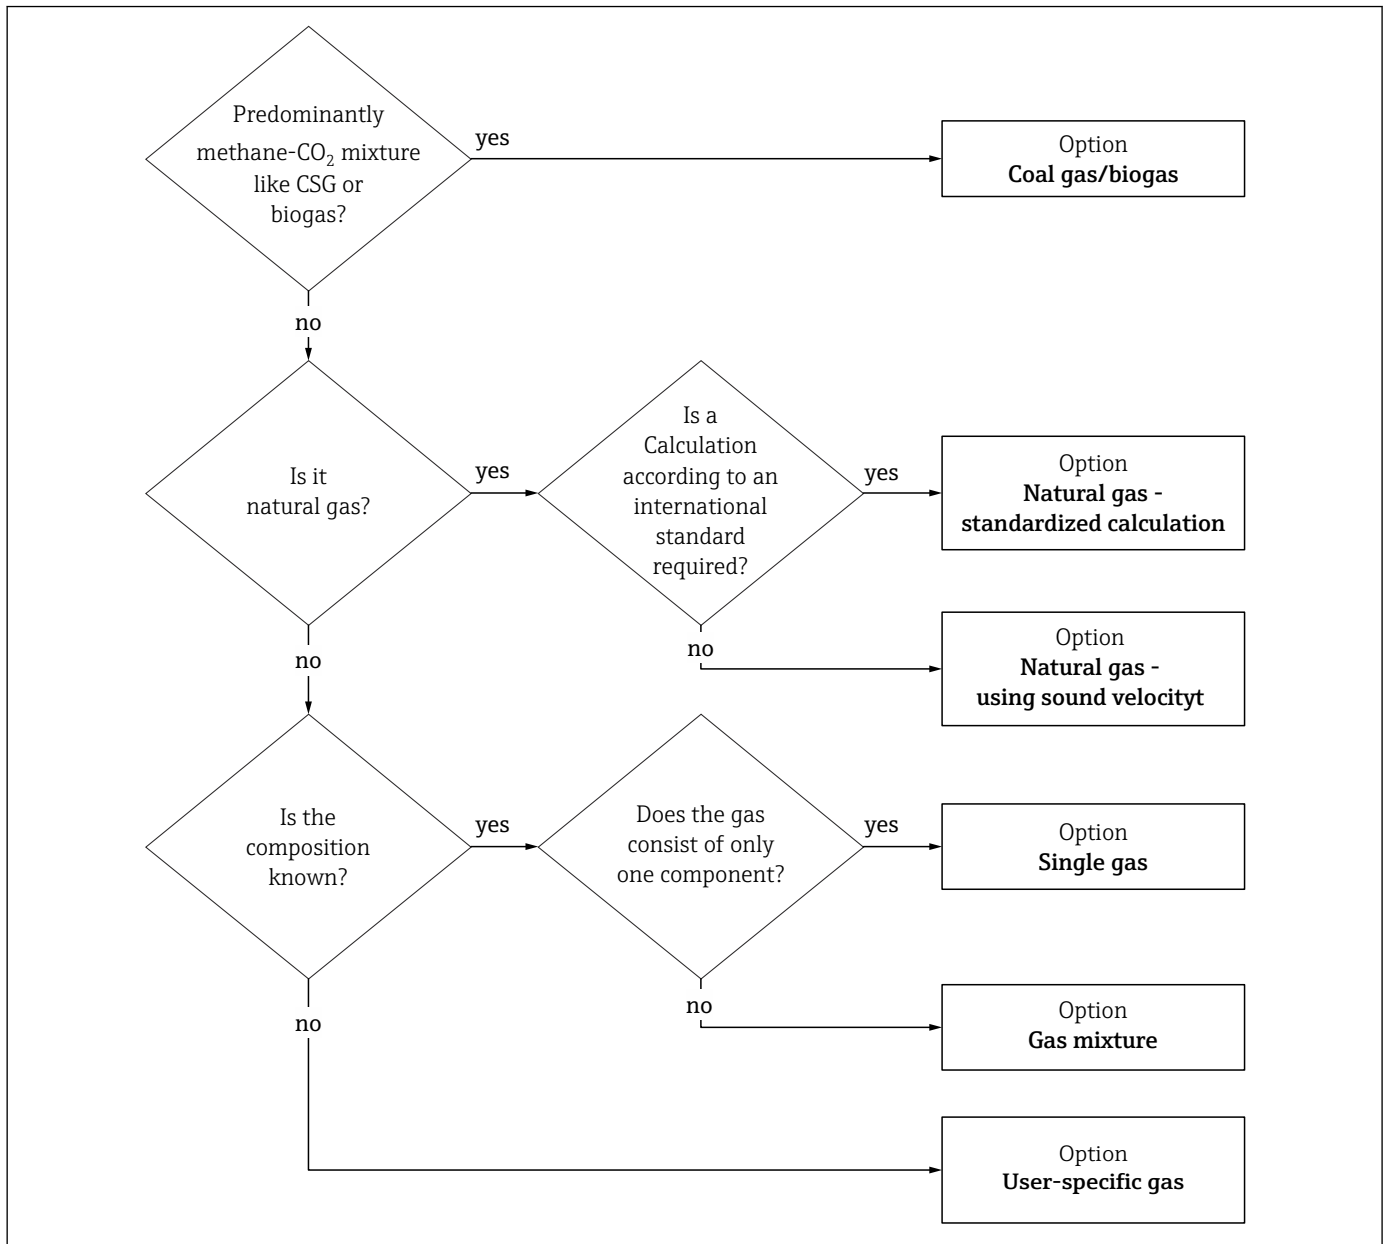 Predominantly
methane-CO₂ mixture
like CSG or
biogas?
yes
Option
Coal gas/biogas
no
Is it
natural gas?
yes
Is a
Calculation
according to an
international
standard
required?
yes
Option
Natural gas -
standardized calculation
no
no
Option
Natural gas -
using sound velocityt
Is the
composition
known?
yes
Does the gas
consist of only
one component?
yes
Option
Single gas
no
no
Option
Gas mixture
Option
User-specific gas